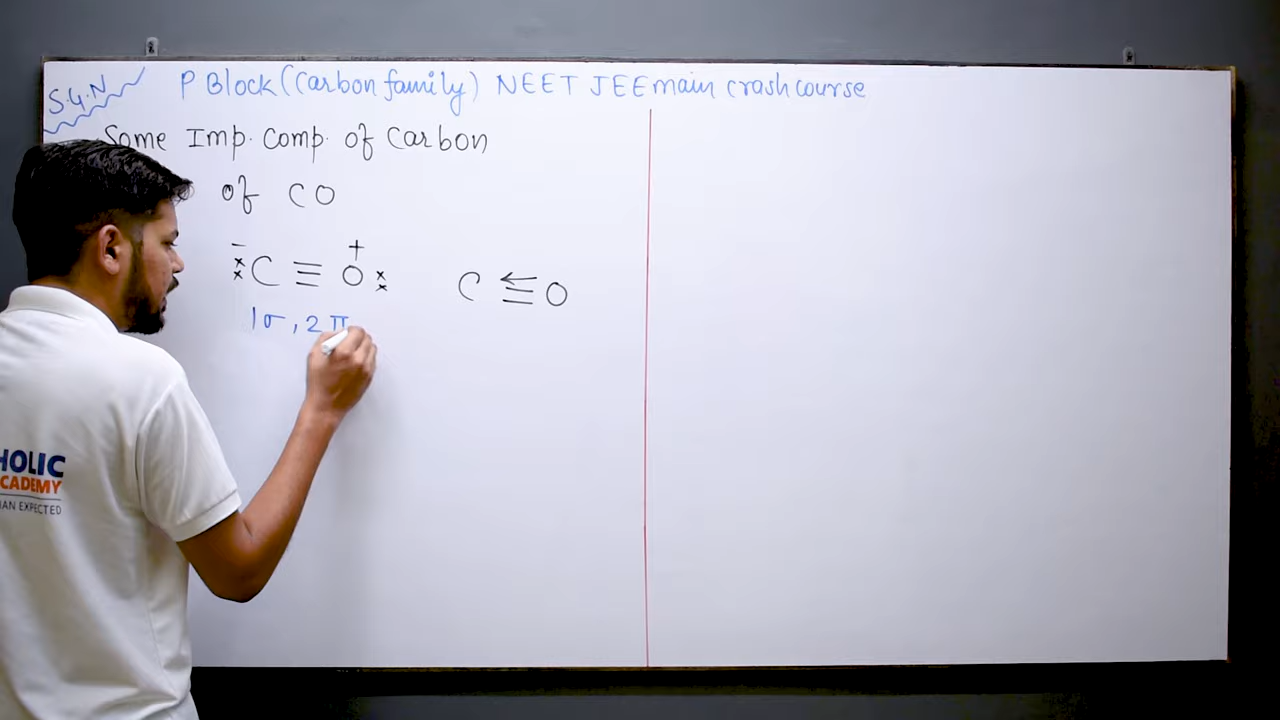 S.G.N
P Block (Carbon family) NEET JEE main crash course
Some Imp. Comp. of Carbon
of CO
:C̄ ≡ O⁺:
C ≡ O
1σ, 2π
HOLIC
CADEMY
AN EXPECTED